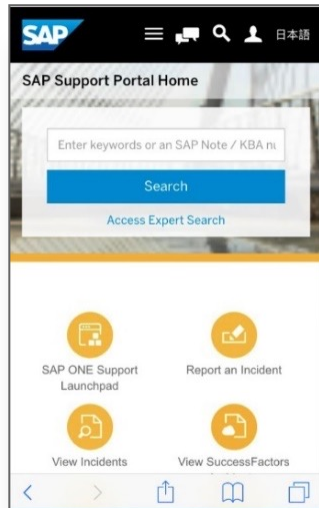 SAP
日本語
SAP Support Portal Home
Enter keywords or an SAP Note / KBA nu
Search
Access Expert Search
SAP ONE Support
Launchpad
Report an Incident
View Incidents
View SuccessFactors